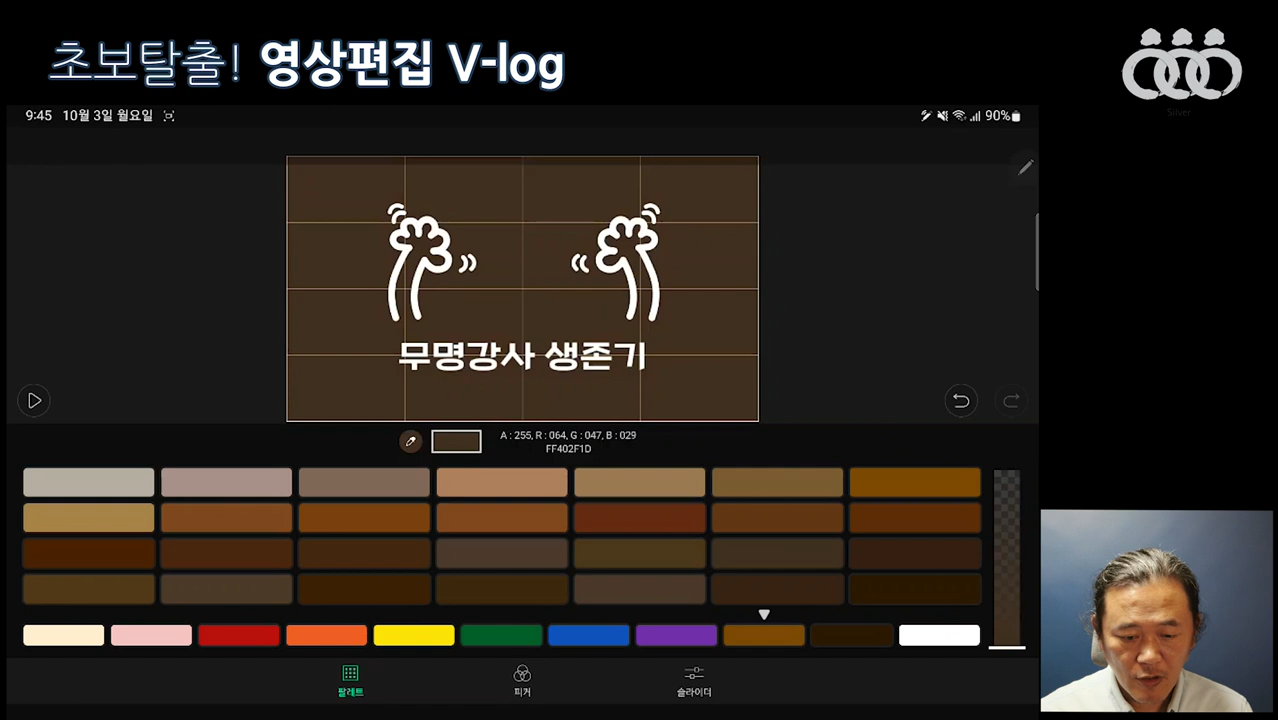 초보탈출! 영상편집 V-log
Silver
9:45 10월 3일 월요일
90%
무명강사 생존기
A : 255, R : 064, G : 047, B : 029
FF402F1D
팔레트
피커
슬라이더